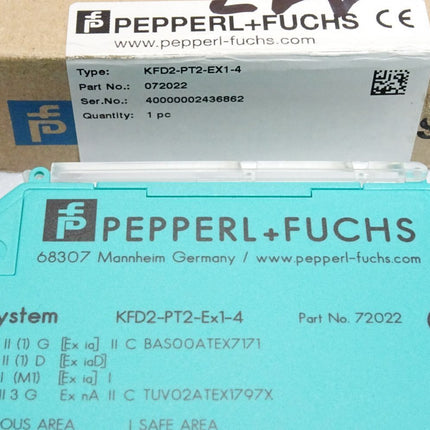 PEPPERL+FUCHS CE
www.pepperl-fuchs.com
Type: KFD2-PT2-EX1-4
Part No.: 072022
Ser.No.: 40000002436862
Quantity: 1 pc
PEPPERL+FUCHS
68307 Mannheim Germany / www.pepperl-fuchs.com
ystem KFD2-PT2-Ex1-4 Part No. 72022
II (1) G [Ex ia] II C BAS00ATEX7171
II (1) D [Ex iaD]
I (M1) [Ex ia] I
II 3 G Ex nA II C TUV02ATEX1797X
OUS AREA SAFE AREA